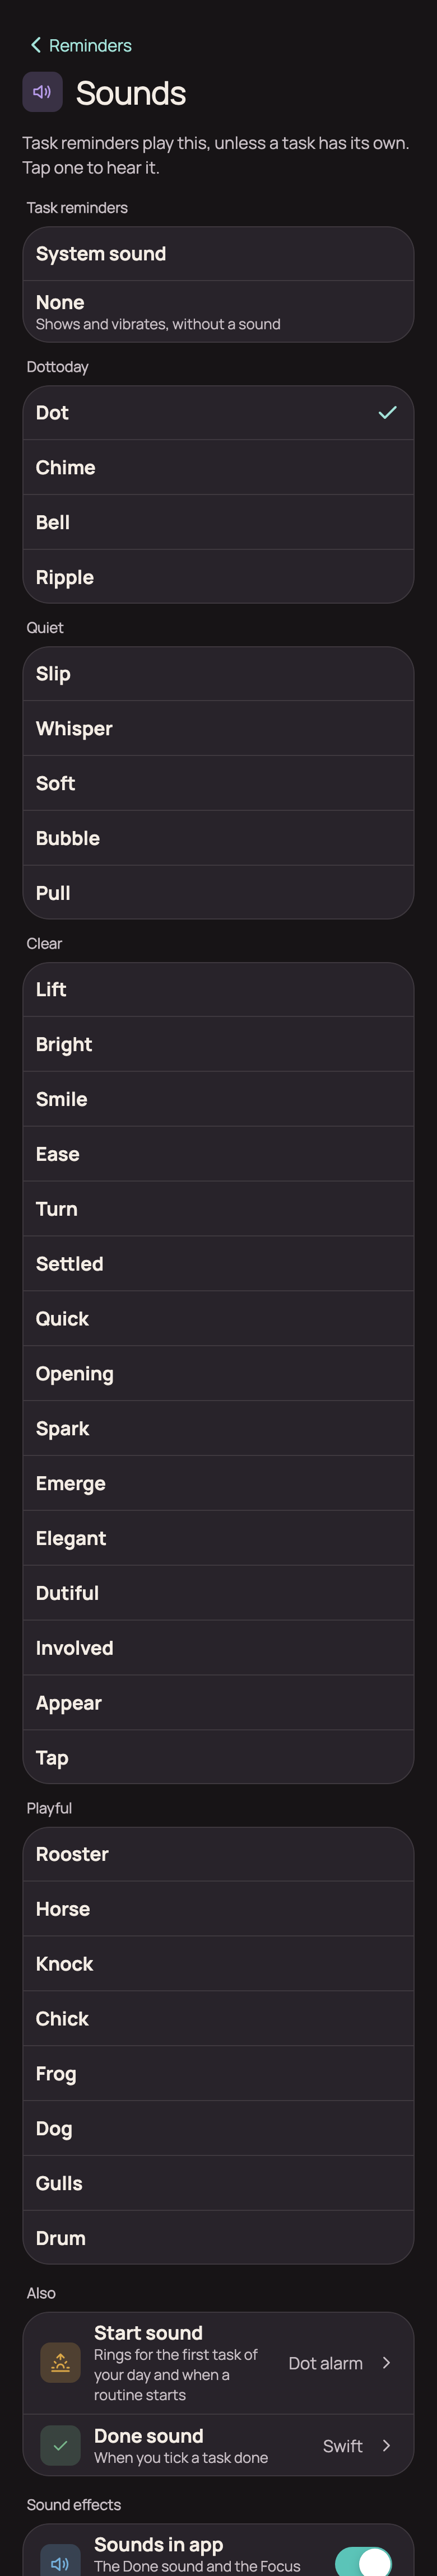 Reminders
Sounds
Task reminders play this, unless a task has its own.
Tap one to hear it.
Task reminders
System sound
None
Shows and vibrates, without a sound
Dottoday
Dot
Chime
Bell
Ripple
Quiet
Slip
Whisper
Soft
Bubble
Pull
Clear
Lift
Bright
Smile
Ease
Turn
Settled
Quick
Opening
Spark
Emerge
Elegant
Dutiful
Involved
Appear
Tap
Playful
Rooster
Horse
Knock
Chick
Frog
Dog
Gulls
Drum
Also
Start sound
Rings for the first task of
your day and when a
routine starts
Dot alarm
Done sound
When you tick a task done
Swift
Sound effects
Sounds in app
The Done sound and the Focus